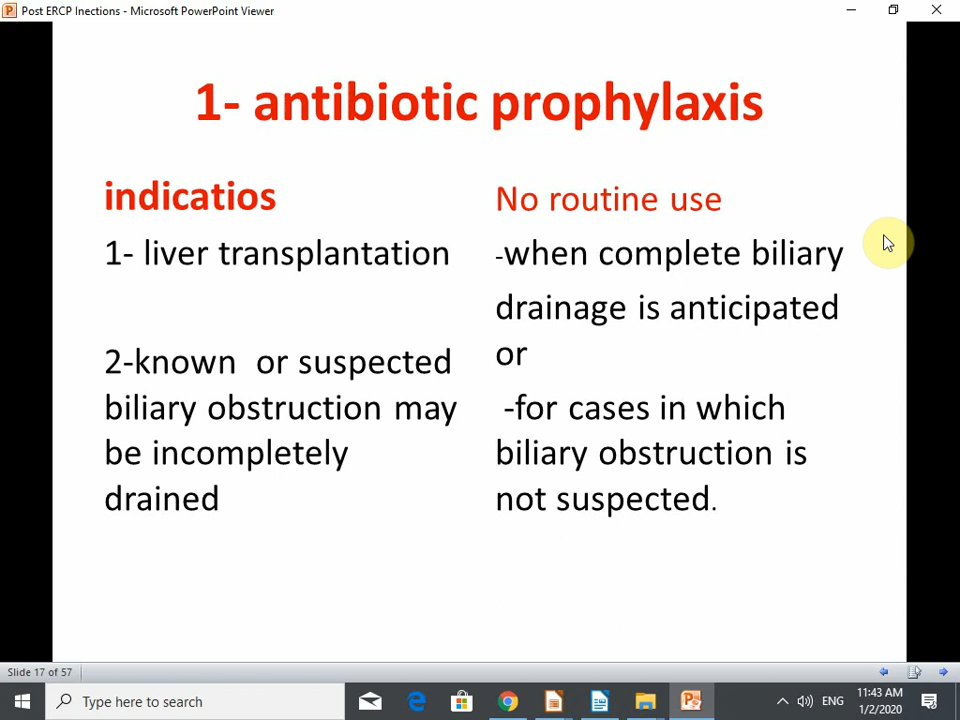 Post ERCP Inections - Microsoft PowerPoint Viewer
1- antibiotic prophylaxis
indicatios
1- liver transplantation
2-known or suspected
biliary obstruction may
be incompletely
drained
No routine use
-when complete biliary
drainage is anticipated
or
-for cases in which
biliary obstruction is
not suspected.
Slide 17 of 57
Type here to search
ENG
11:43 AM
1/2/2020